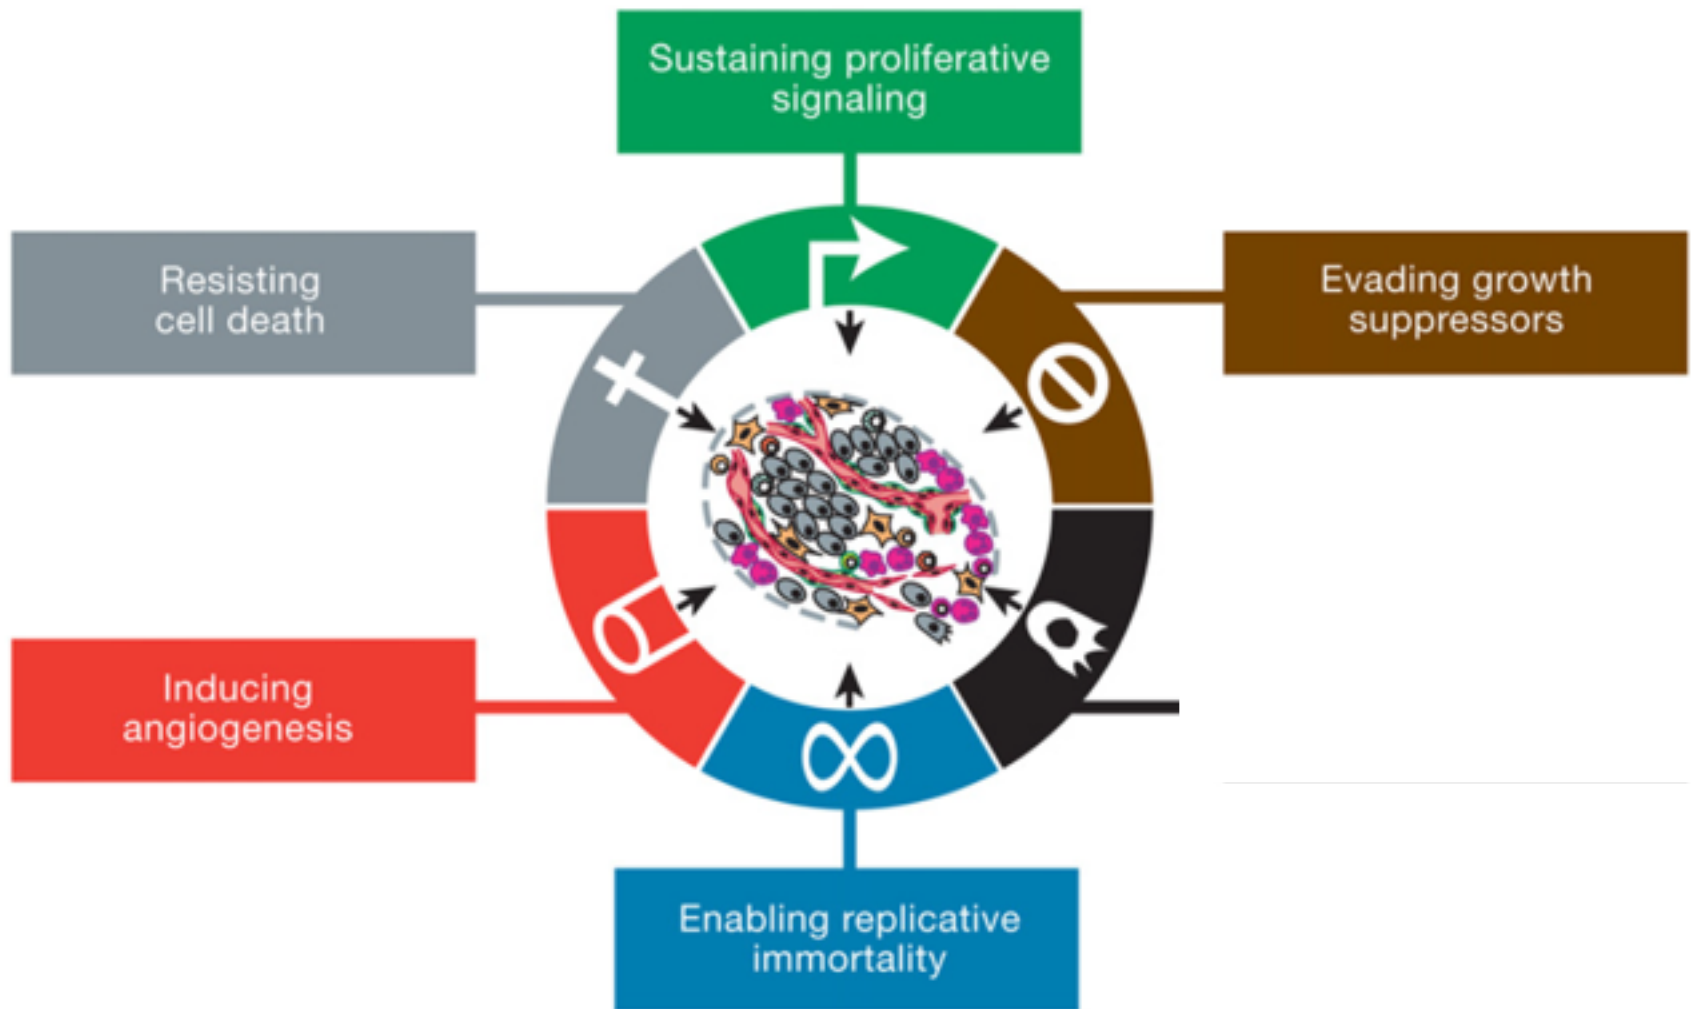 Sustaining proliferative
signaling
Resisting
cell death
Evading growth
suppressors
Inducing
angiogenesis
Enabling replicative
immortality